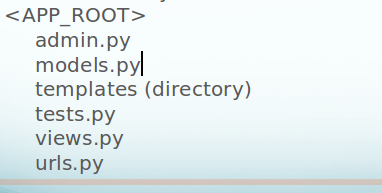 <APP_ROOT>
admin.py
models.py
templates (directory)
tests.py
views.py
urls.py